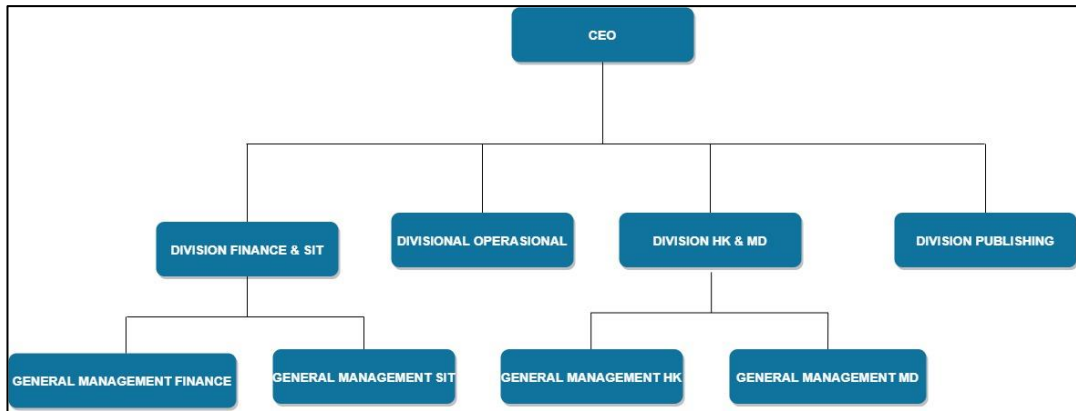 CEO
DIVISION FINANCE & SIT
DIVISIONAL OPERASIONAL
DIVISION HK & MD
DIVISION PUBLISHING
GENERAL MANAGEMENT FINANCE
GENERAL MANAGEMENT SIT
GENERAL MANAGEMENT HK
GENERAL MANAGEMENT MD